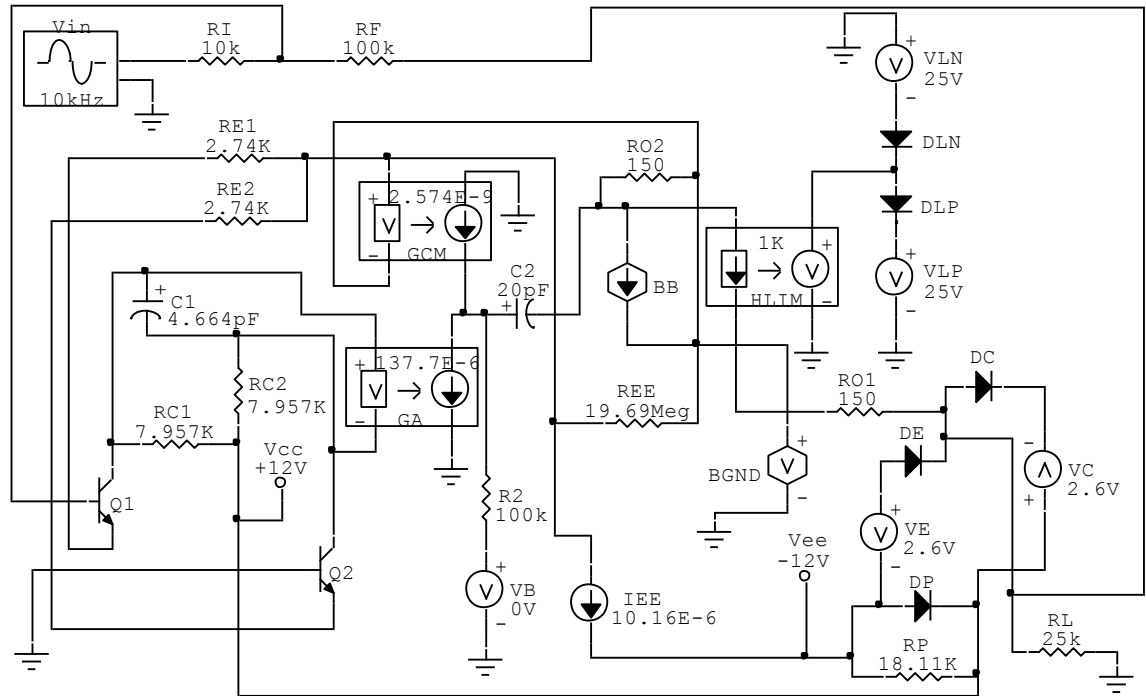 Vin
10kHz
RI
10k
RF
100k
+
VLN
25V
−
RE1
2.74K
RE2
2.74K
RO2
150
DLN
DLP
+ 2.574E-9
V
− GCM
C2
20pF
+
BB
1K
+
V
HLIM −
+
VLP
25V
−
+
C1
4.664pF
RC2
7.957K
RC1
7.957K
+ 137.7E-6
V
− GA
REE
19.69Meg
RO1
150
DC
DE
Vcc
+12V
Q1
R2
100k
+
BGND
V
−
−
VC
2.6V
+
+
VE
2.6V
−
Vee
-12V
Q2
+
VB
0V
−
IEE
10.16E-6
DP
RP
18.11K
RL
25k